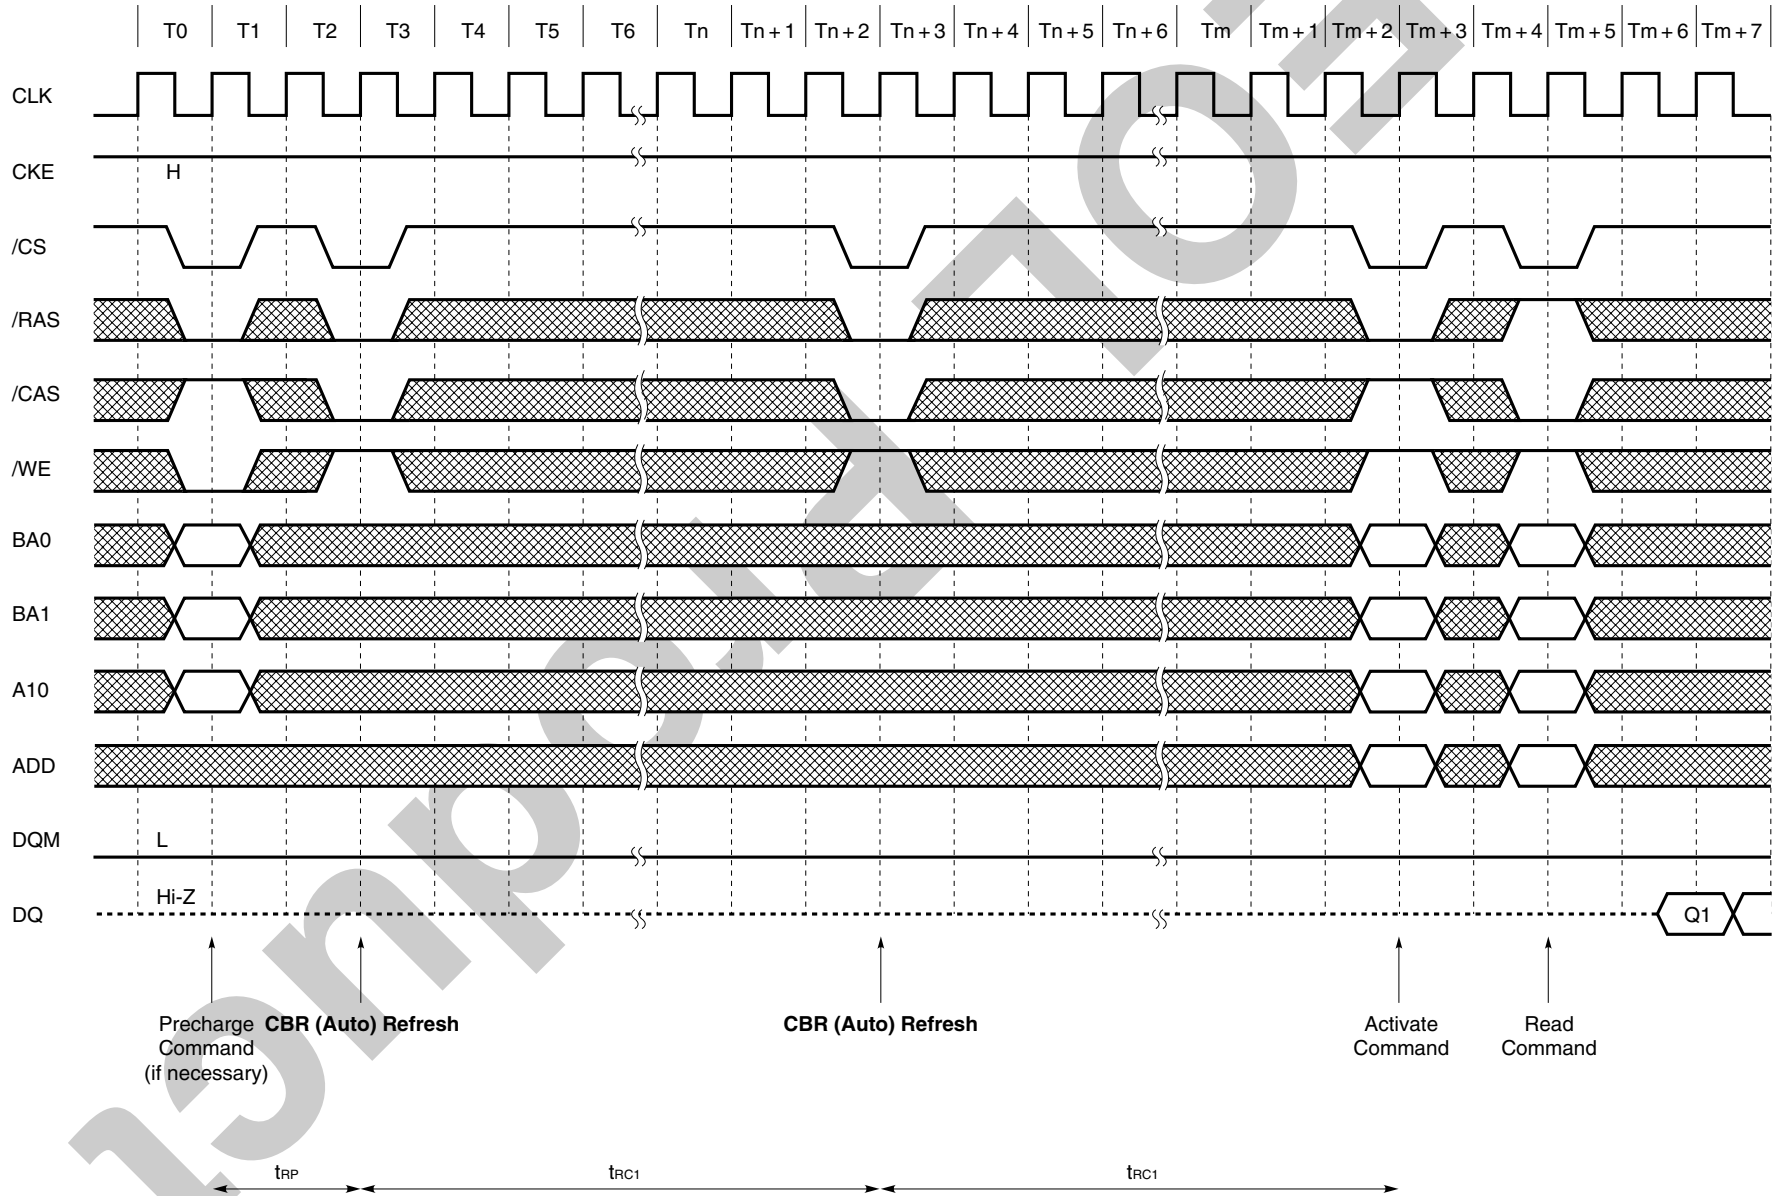 T0 T1 T2 T3 T4 T5 T6 Tn Tn + 1 Tn + 2 Tn + 3 Tn + 4 Tn + 5 Tn + 6 Tm Tm + 1 Tm + 2 Tm + 3 Tm + 4 Tm + 5 Tm + 6 Tm + 7
CLK
CKE H
/CS
/RAS
/CAS
/WE
BA0
BA1
A10
ADD
DQM L
Hi-Z
DQ Q1
Precharge
Command
(if necessary)
CBR (Auto) Refresh
CBR (Auto) Refresh
Activate
Command
Read
Command
tRP tRC1 tRC1
EOL Product